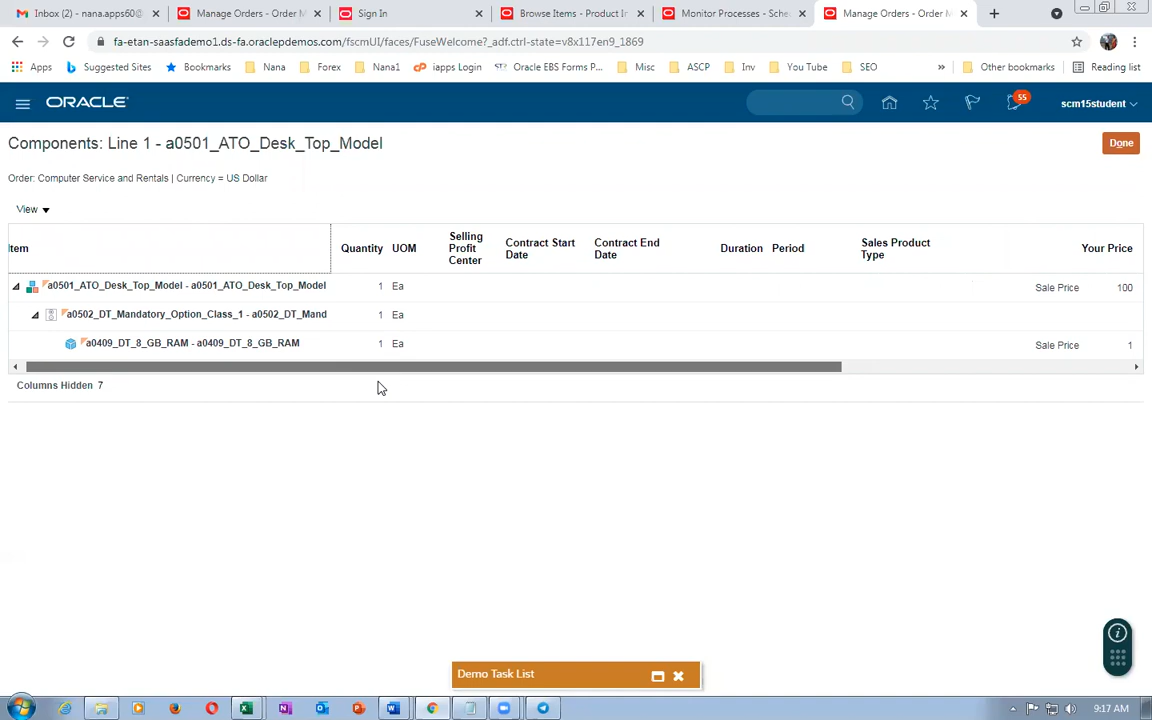 Inbox (2) - nana.apps60@
Manage Orders - Order M
Sign In
Browse Items - Product In
Monitor Processes - Sche
Manage Orders - Order M
fa-etan-saasfademo1.ds-fa.oraclepdemos.com/fscmUI/faces/FuseWelcome?_adf.ctrl-state=v8x117en9_1869
Apps
Suggested Sites
Bookmarks
Nana
Forex
Nana1
iapps Login
Oracle EBS Forms P...
Misc
ASCP
Inv
You Tube
SEO
»
Other bookmarks
Reading list
ORACLE
55
scm15student
Components: Line 1 - a0501_ATO_Desk_Top_Model
Done
Order: Computer Service and Rentals | Currency = US Dollar
View
Item Quantity UOM Selling Profit Center Contract Start Date Contract End Date Duration Period Sales Product Type Your Price
a0501_ATO_Desk_Top_Model - a0501_ATO_Desk_Top_Model 1 Ea Sale Price 100
a0502_DT_Mandatory_Option_Class_1 - a0502_DT_Mand 1 Ea
a0409_DT_8_GB_RAM - a0409_DT_8_GB_RAM 1 Ea Sale Price 1
Columns Hidden 7
Demo Task List
9:17 AM